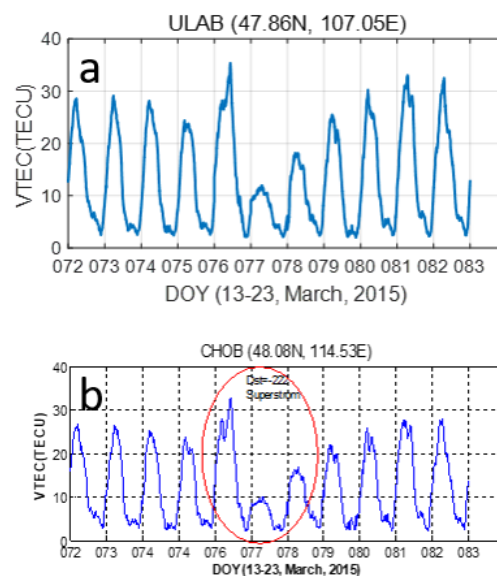 ULAB (47.86N, 107.05E)
a
40
30
20
10
0
VTEC(TECU)
072 073 074 075 076 077 078 079 080 081 082 083
DOY (13-23, March, 2015)
CHOB (48.08N, 114.53E)
b
Dst=-222
Superstrom
40
30
20
10
0
VTEC(TECU)
072 073 074 075 076 077 078 079 080 081 082 083
DOY (13-23, March, 2015)